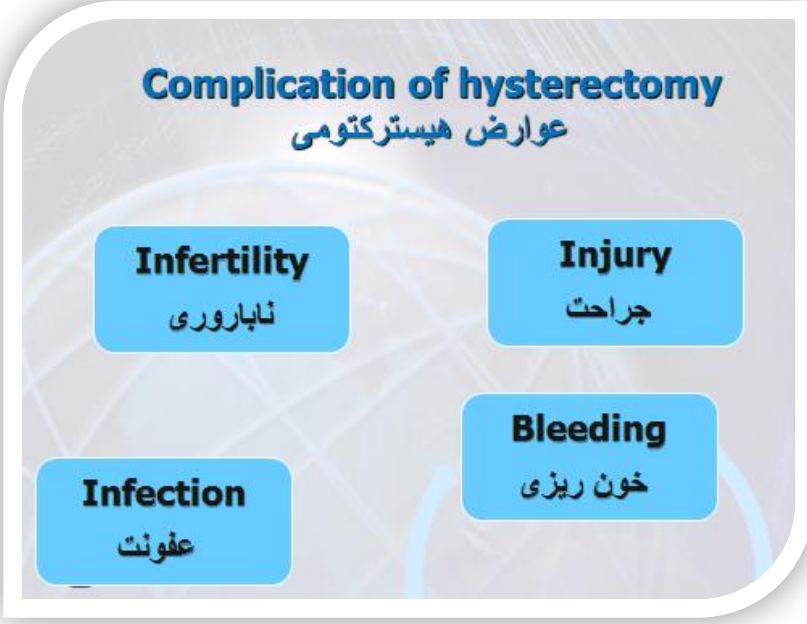 Complication of hysterectomy
عوارض هیسترکتومی
Infertility
ناباروری
Injury
جراحت
Bleeding
خون ریزی
Infection
عفونت